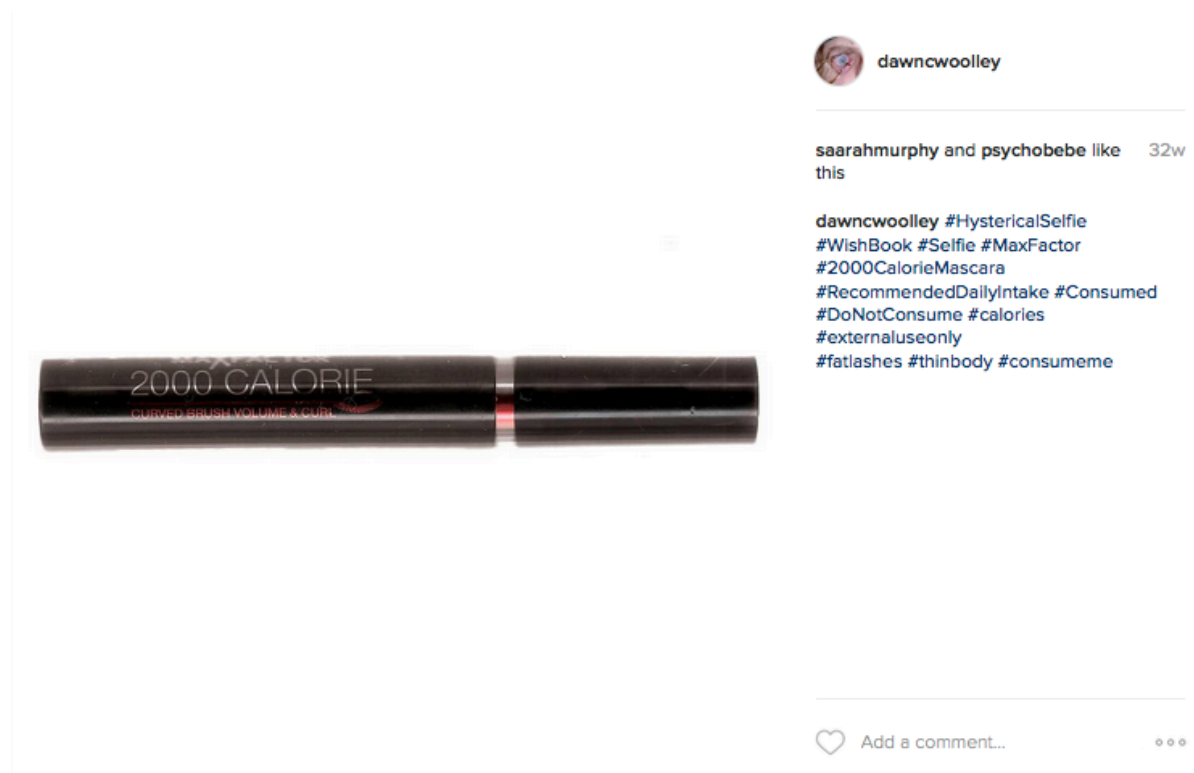 dawncwoolley
saarahmurphy and psychobebe like 32w
this
dawncwoolley #HystericalSelfie
#WishBook #Selfie #MaxFactor
#2000CalorieMascara
#RecommendedDailyIntake #Consumed
#DoNotConsume #calories
#externaluseonly
#fatlashes #thinbody #consumeme
MAXFACTOR
2000 CALORIE
CURVED BRUSH VOLUME & CURL
Add a comment...